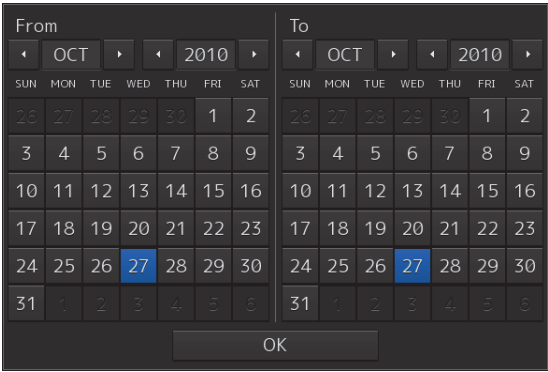 From To
OCT 2010 OCT 2010
SUN MON TUE WED THU FRI SAT SUN MON TUE WED THU FRI SAT
26 27 28 29 30 1 2 26 27 28 29 30 1 2
3 4 5 6 7 8 9 3 4 5 6 7 8 9
10 11 12 13 14 15 16 10 11 12 13 14 15 16
17 18 19 20 21 22 23 17 18 19 20 21 22 23
24 25 26 27 28 29 30 24 25 26 27 28 29 30
31 1 2 3 4 5 6 31 1 2 3 4 5 6
OK